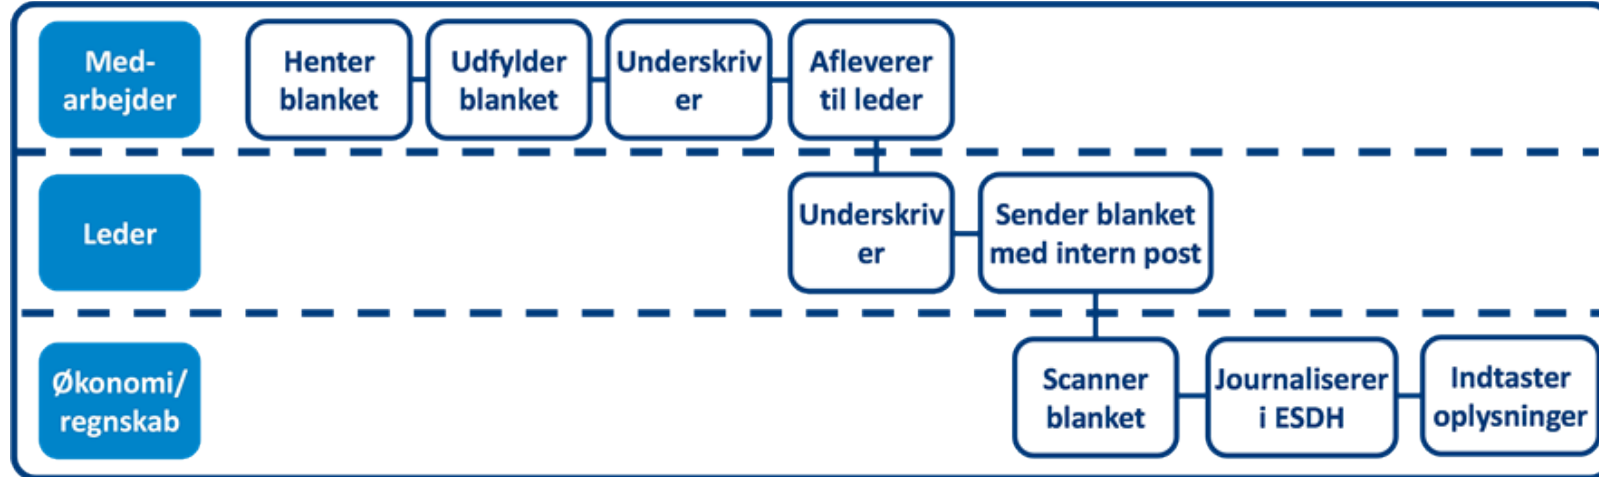 Med-
arbejder
Henter
blanket
Udfylder
blanket
Underskriv
er
Afleverer
til leder
Leder
Underskriv
er
Sender blanket
med intern post
Økonomi/
regnskab
Scanner
blanket
Journaliserer
i ESDH
Indtaster
oplysninger